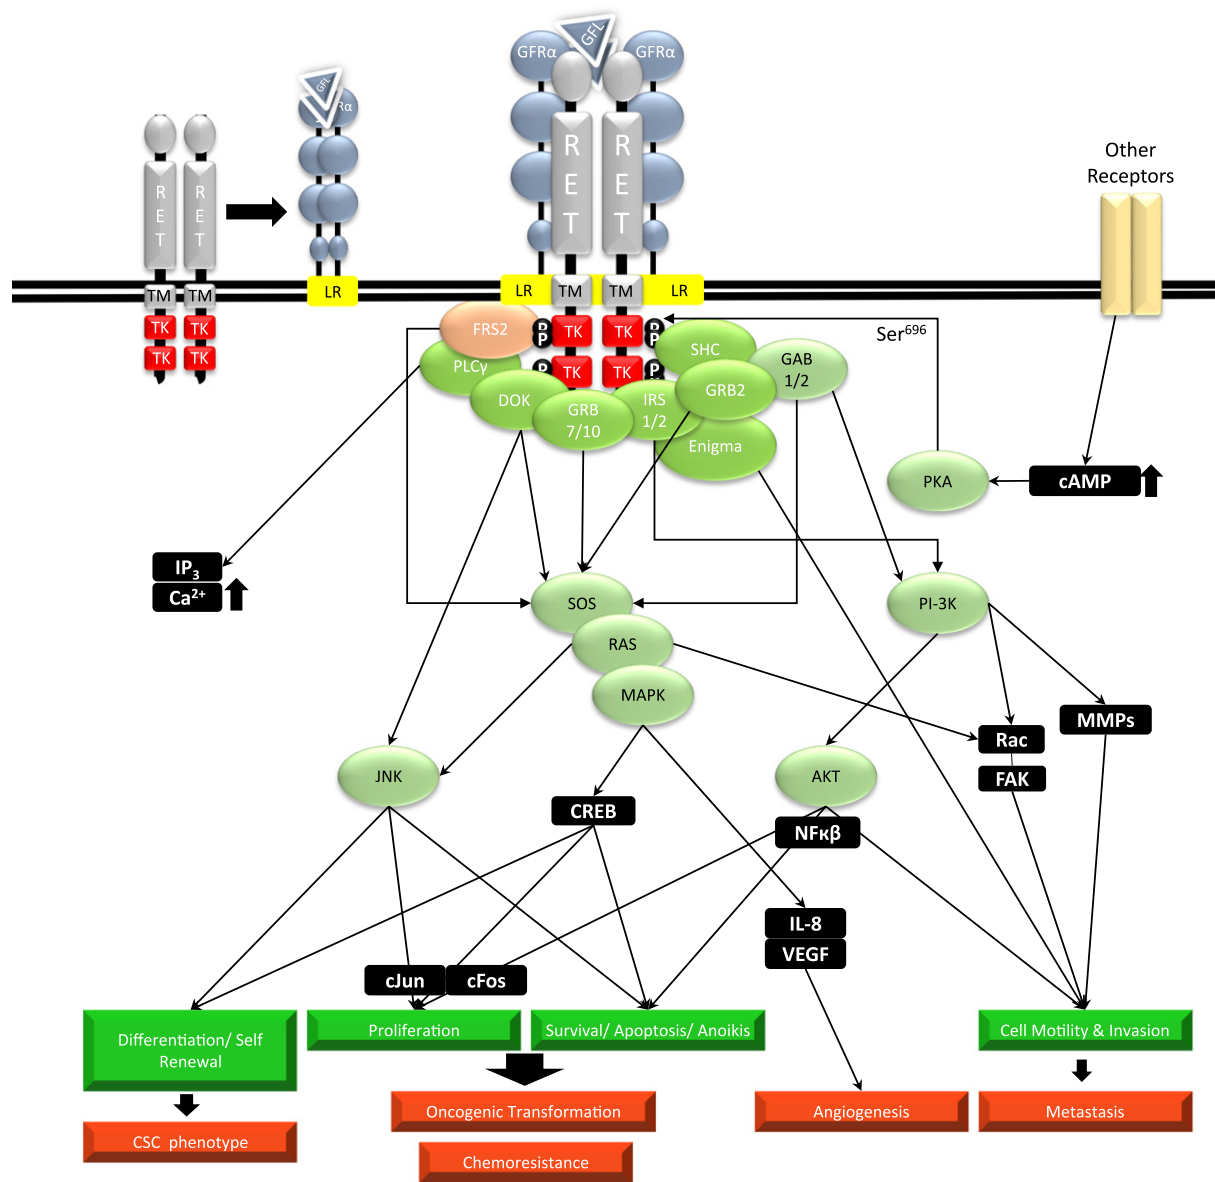 GFL
GFRα
GFRα
GFL
Rα
R
E
T
R
E
T
R
E
T
R
E
T
Other
Receptors
TM
TM
LR
LR
TM
TM
LR
TK
TK
TK
TK
FRS2
P
P
TK
TK
P
P
Ser696
SHC
PLCγ
P
TK
TK
P
GAB
1/2
DOK
GRB
7/10
IRS
1/2
GRB2
Enigma
PKA
cAMP
IP3
Ca2+
SOS
PI-3K
RAS
MAPK
MMPs
Rac
JNK
AKT
FAK
CREB
NFκβ
IL-8
VEGF
cJun
cFos
Differentiation/ Self
Renewal
Proliferation
Survival/ Apoptosis/ Anoikis
Cell Motility & Invasion
Oncogenic Transformation
Angiogenesis
Metastasis
CSC phenotype
Chemoresistance